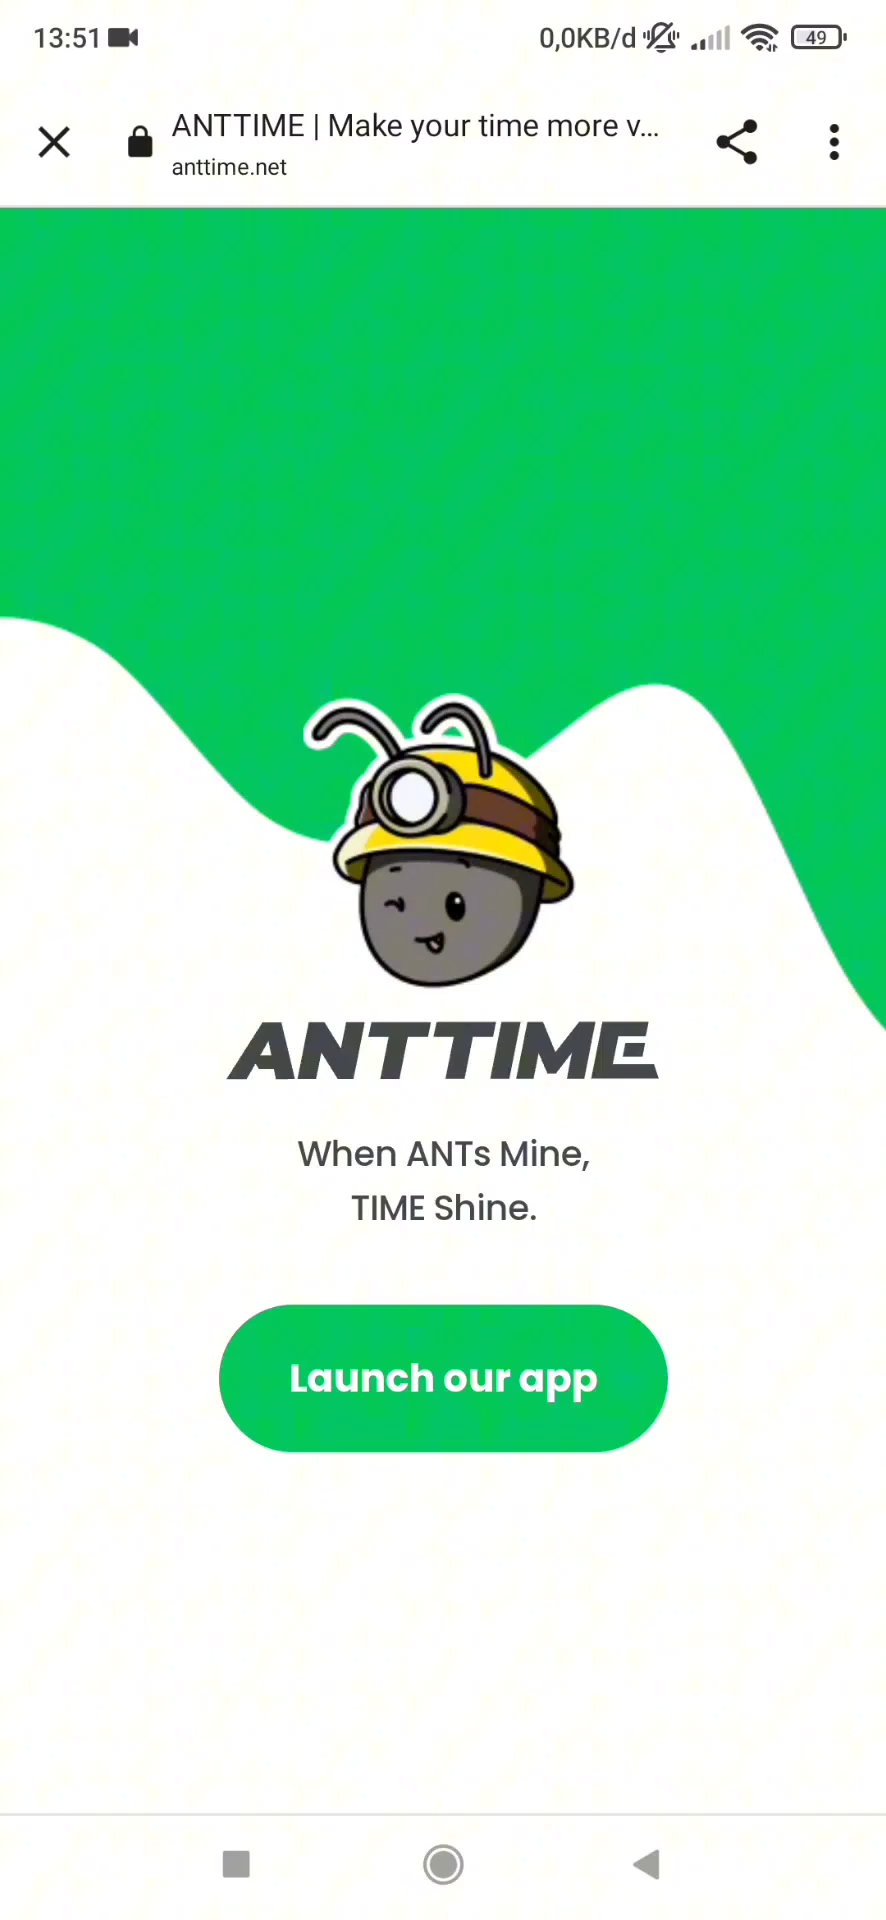 13:51
0,0KB/d
49
ANTTIME | Make your time more v...
anttime.net
ANTTIME
When ANTs Mine,
TIME Shine.
Launch our app